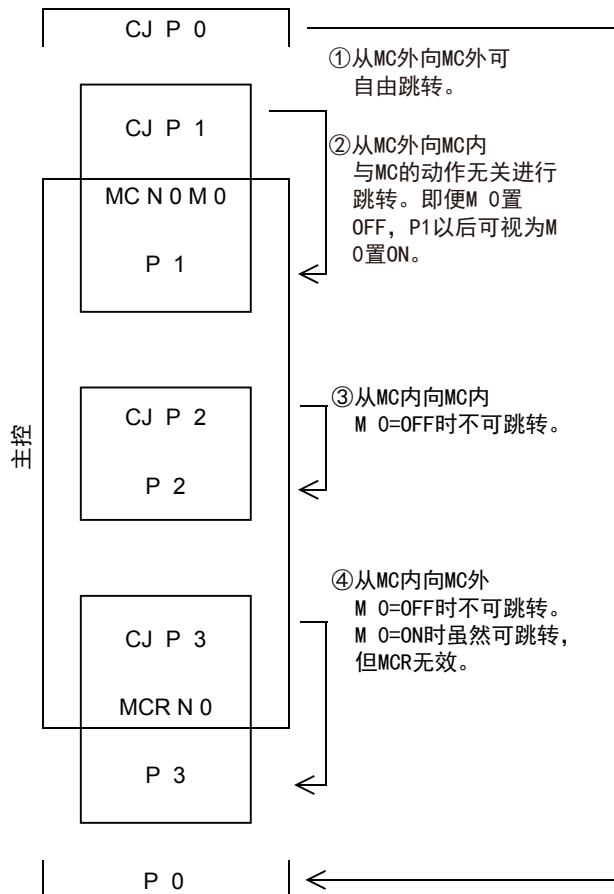 CJ P 0
①从MC外向MC外可
自由跳转。
CJ P 1
②从MC外向MC内
与MC的动作无关进行
跳转。即便M 0置
OFF，P1以后可视为M
0置ON。
MC N 0 M 0
P 1
主控
③从MC内向MC内
M 0=OFF时不可跳转。
CJ P 2
P 2
④从MC内向MC外
M 0=OFF时不可跳转。
M 0=ON时虽然可跳转，
但MCR无效。
CJ P 3
MCR N 0
P 3
P 0